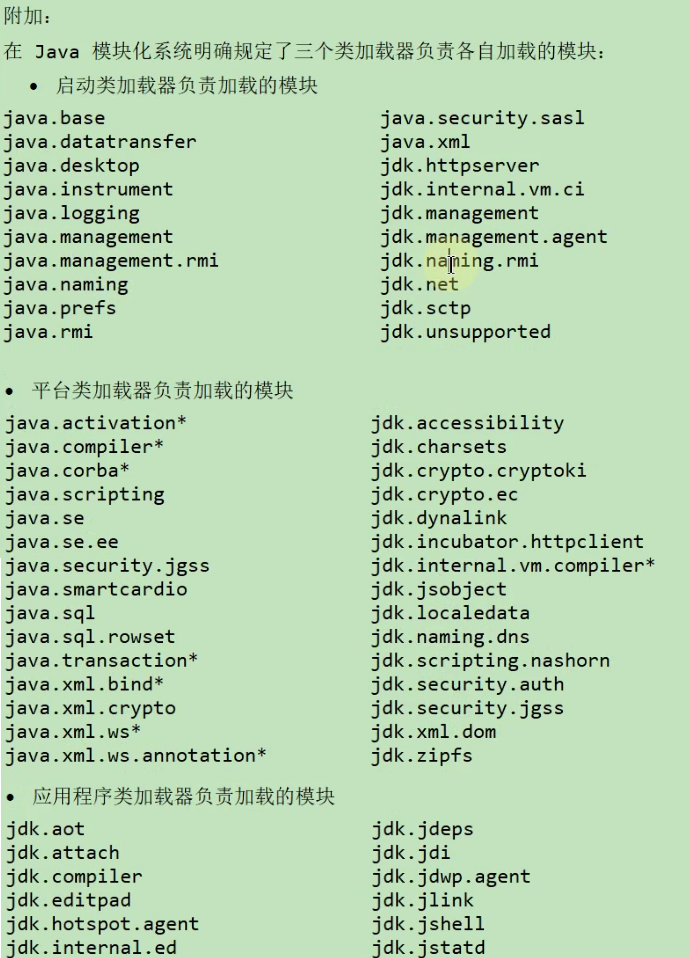 附加：
在 Java 模块化系统明确规定了三个类加载器负责各自加载的模块：
• 启动类加载器负责加载的模块
java.base java.security.sasl
java.datatransfer java.xml
java.desktop jdk.httpserver
java.instrument jdk.internal.vm.ci
java.logging jdk.management
java.management jdk.management.agent
java.management.rmi jdk.naming.rmi
java.naming jdk.net
java.prefs jdk.sctp
java.rmi jdk.unsupported
• 平台类加载器负责加载的模块
java.activation* jdk.accessibility
java.compiler* jdk.charsets
java.corba* jdk.crypto.cryptoki
java.scripting jdk.crypto.ec
java.se jdk.dynalink
java.se.ee jdk.incubator.httpclient
java.security.jgss jdk.internal.vm.compiler*
java.smartcardio jdk.jsobject
java.sql jdk.localedata
java.sql.rowset jdk.naming.dns
java.transaction* jdk.scripting.nashorn
java.xml.bind* jdk.security.auth
java.xml.crypto jdk.security.jgss
java.xml.ws* jdk.xml.dom
java.xml.ws.annotation* jdk.zipfs
• 应用程序类加载器负责加载的模块
jdk.aot jdk.jdeps
jdk.attach jdk.jdi
jdk.compiler jdk.jdwp.agent
jdk.editpad jdk.jlink
jdk.hotspot.agent jdk.jshell
jdk.internal.ed jdk.jstatd